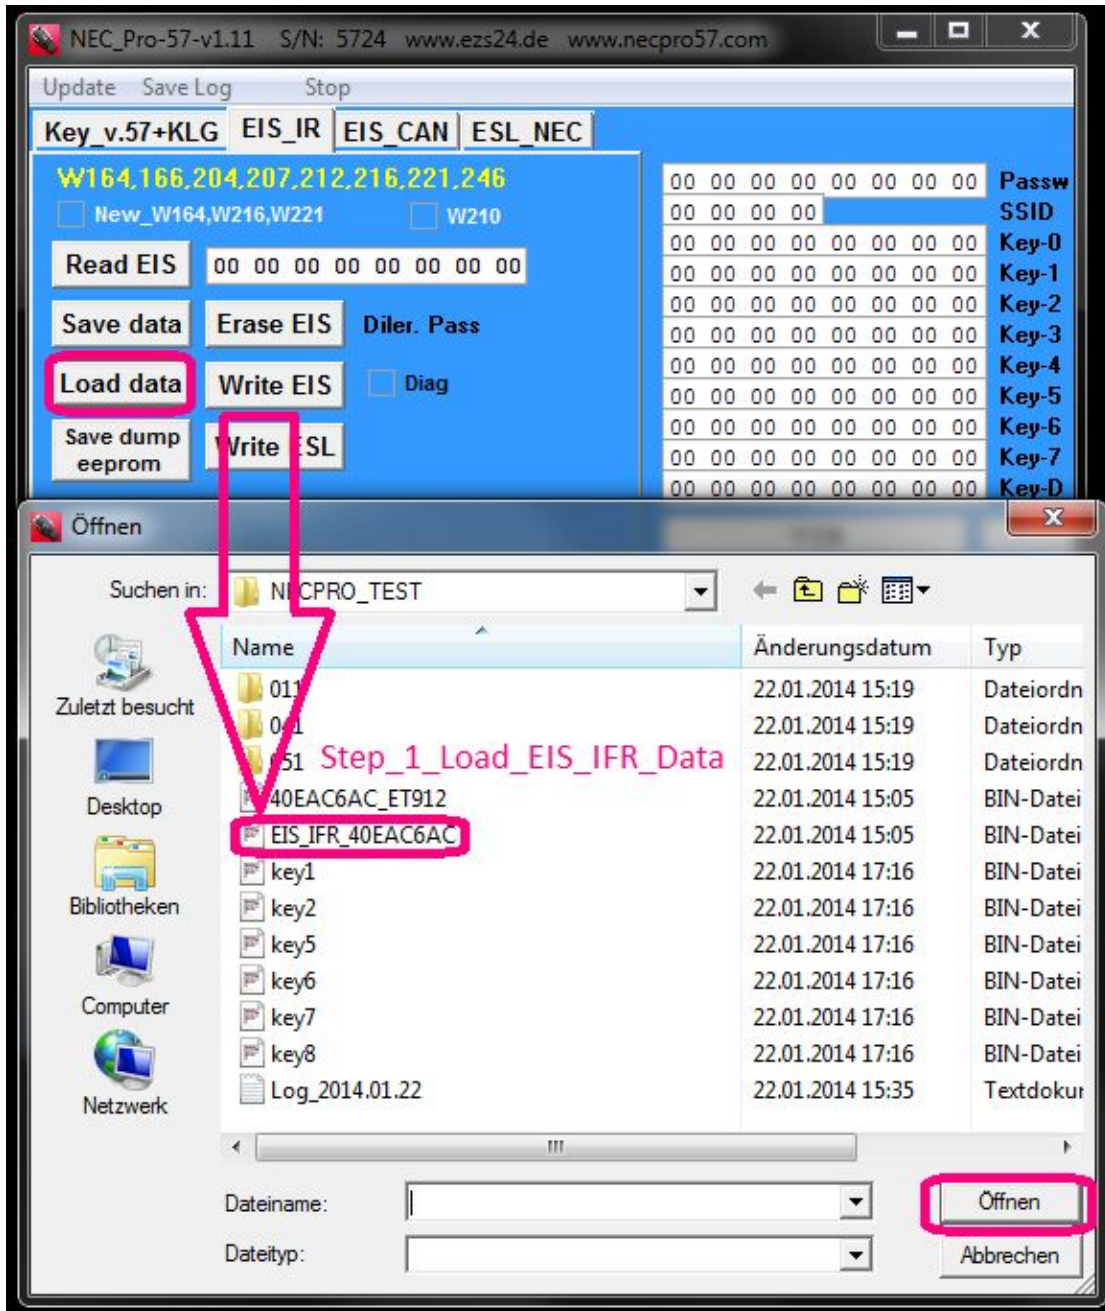 NEC_Pro-57-v1.11 S/N: 5724 www.ezs24.de www.necpro57.com
Update Save Log Stop
Key_v.57+KLG EIS_IR EIS_CAN ESL_NEC
W164,166,204,207,212,216,221,246
New_W164,W216,W221 W210
Read EIS 00 00 00 00 00 00 00 00
Save data Erase EIS Diler. Pass
Load data Write EIS Diag
Save dump eeprom Write ESL
00 00 00 00 00 00 00 00 Passw
00 00 00 00 SSID
00 00 00 00 00 00 00 00 Key-0
00 00 00 00 00 00 00 00 Key-1
00 00 00 00 00 00 00 00 Key-2
00 00 00 00 00 00 00 00 Key-3
00 00 00 00 00 00 00 00 Key-4
00 00 00 00 00 00 00 00 Key-5
00 00 00 00 00 00 00 00 Key-6
00 00 00 00 00 00 00 00 Key-7
00 00 00 00 00 00 00 00 Key-D
Öffnen
Suchen in: NECPRO_TEST
Zuletzt besucht
Desktop
Bibliotheken
Computer
Netzwerk
Name Änderungsdatum Typ
011 22.01.2014 15:19 Dateiordn
041 22.01.2014 15:19 Dateiordn
051 22.01.2014 15:19 Dateiordn
Step_1_Load_EIS_IFR_Data
40EAC6AC_ET912 22.01.2014 15:05 BIN-Datei
EIS_IFR_40EAC6AC 22.01.2014 15:05 BIN-Datei
key1 22.01.2014 17:16 BIN-Datei
key2 22.01.2014 17:16 BIN-Datei
key5 22.01.2014 17:16 BIN-Datei
key6 22.01.2014 17:16 BIN-Datei
key7 22.01.2014 17:16 BIN-Datei
key8 22.01.2014 17:16 BIN-Datei
Log_2014.01.22 22.01.2014 15:35 Textdokur
Dateiname: Öffnen
Dateityp: Abbrechen